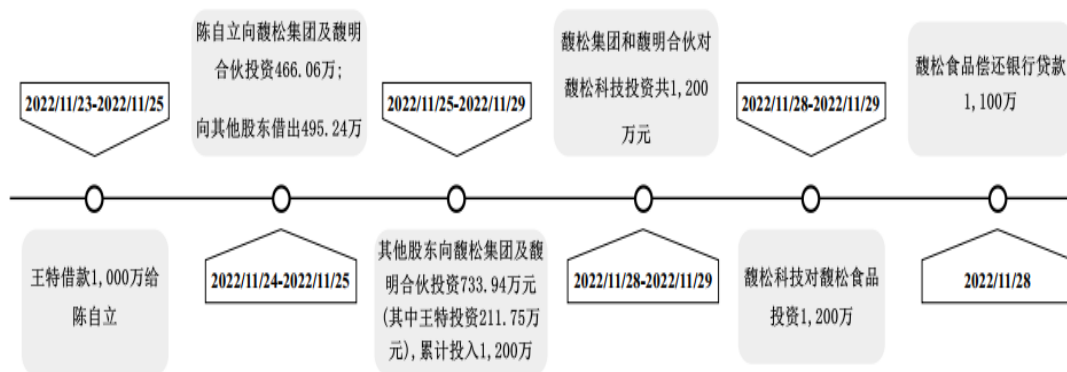 2022/11/23-2022/11/25
王特借款1,000万给
陈自立
陈自立向馥松集团及馥明
合伙投资466.06万;
向其他股东借出495.24万
2022/11/24-2022/11/25
2022/11/25-2022/11/29
其他股东向馥松集团及馥
明合伙投资733.94万元
(其中王特投资211.75万
元),累计投入1,200万
馥松集团和馥明合伙对
馥松科技投资共1,200
万元
2022/11/28-2022/11/29
2022/11/28-2022/11/29
馥松科技对馥松食品
投资1,200万
馥松食品偿还银行贷款
1,100万
2022/11/28